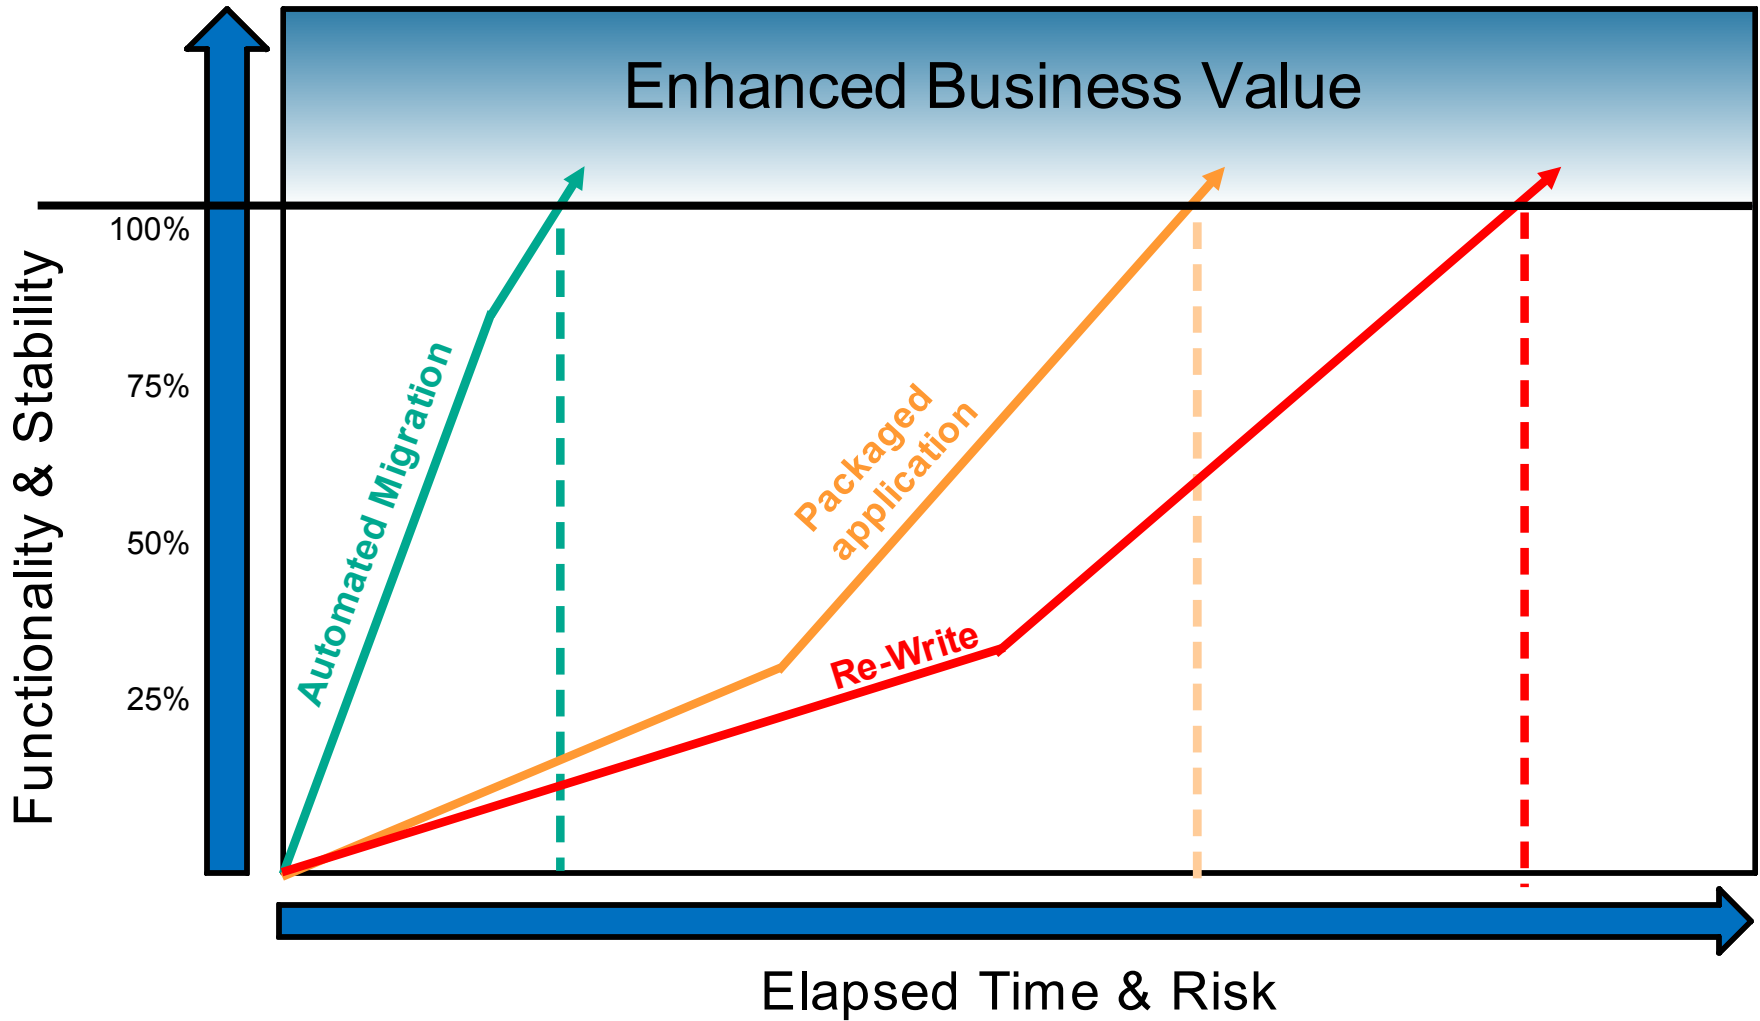 Enhanced Business Value
100%
75%
50%
25%
Functionality & Stability
Automated Migration
Packaged
application
Re-Write
Elapsed Time & Risk